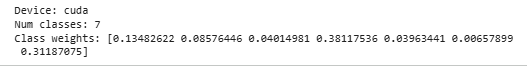 Device: cuda
Num classes: 7
Class weights: [0.13482622 0.08576446 0.04014981 0.38117536 0.03963441 0.00657899
0.31187075]